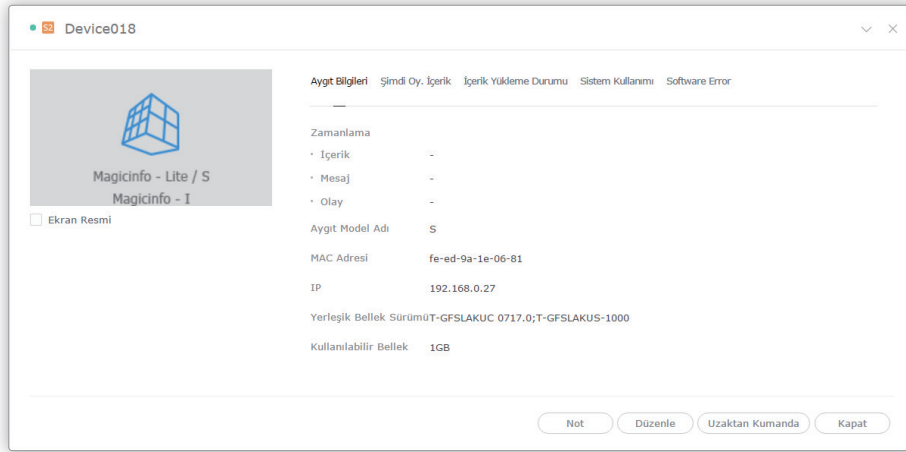 S2 Device018
Aygıt Bilgileri Şimdi Oy. İçerik İçerik Yükleme Durumu Sistem Kullanımı Software Error
Magicinfo - Lite / S
Magicinfo - I
Ekran Resmi
Zamanlama
· İçerik -
· Mesaj -
· Olay -
Aygıt Model Adı S
MAC Adresi fe-ed-9a-1e-06-81
IP 192.168.0.27
Yerleşik Bellek Sürümü T-GFSLAKUC 0717.0;T-GFSLAKUS-1000
Kullanılabilir Bellek 1GB
Not Düzenle Uzaktan Kumanda Kapat